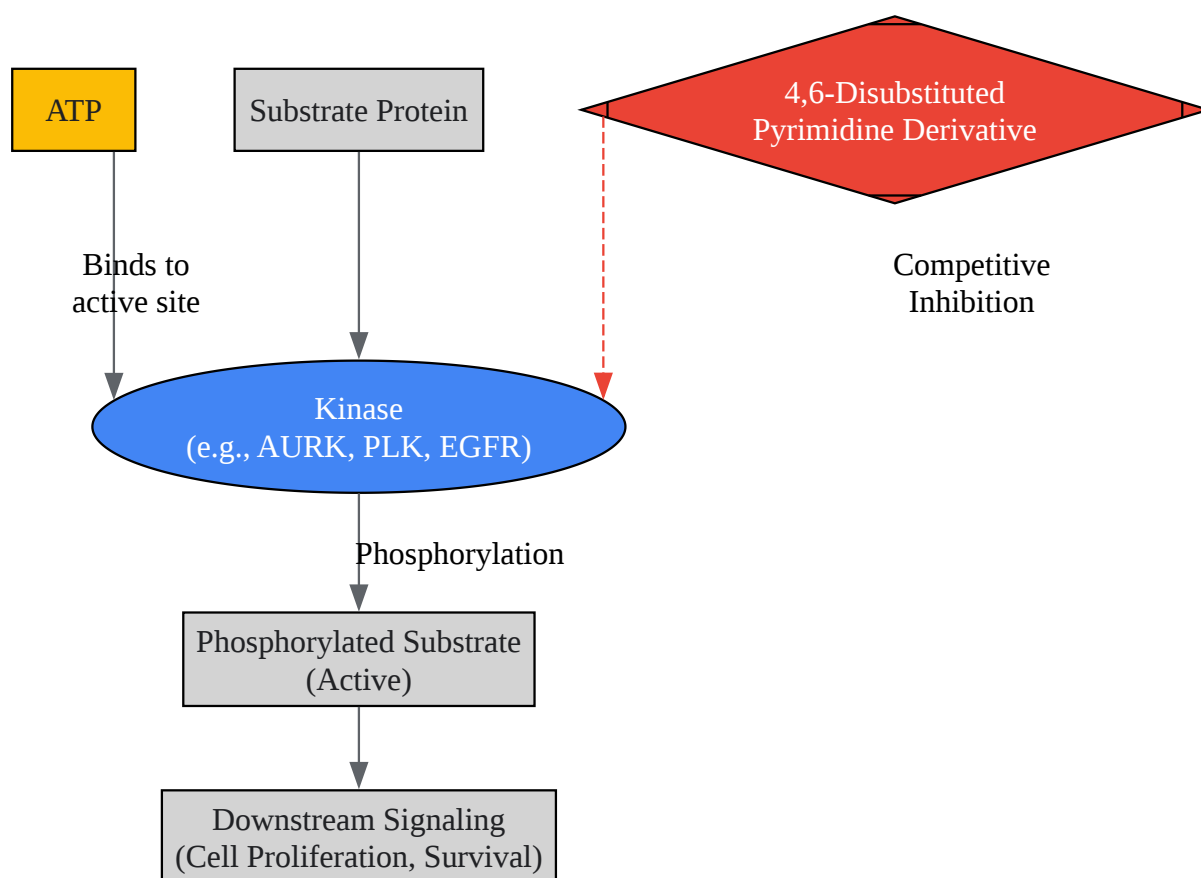 ATP
Substrate Protein
4,6-Disubstituted
Pyrimidine Derivative
Binds to
active site
Competitive
Inhibition
Kinase
(e.g., AURK, PLK, EGFR)
Phosphorylation
Phosphorylated Substrate
(Active)
Downstream Signaling
(Cell Proliferation, Survival)